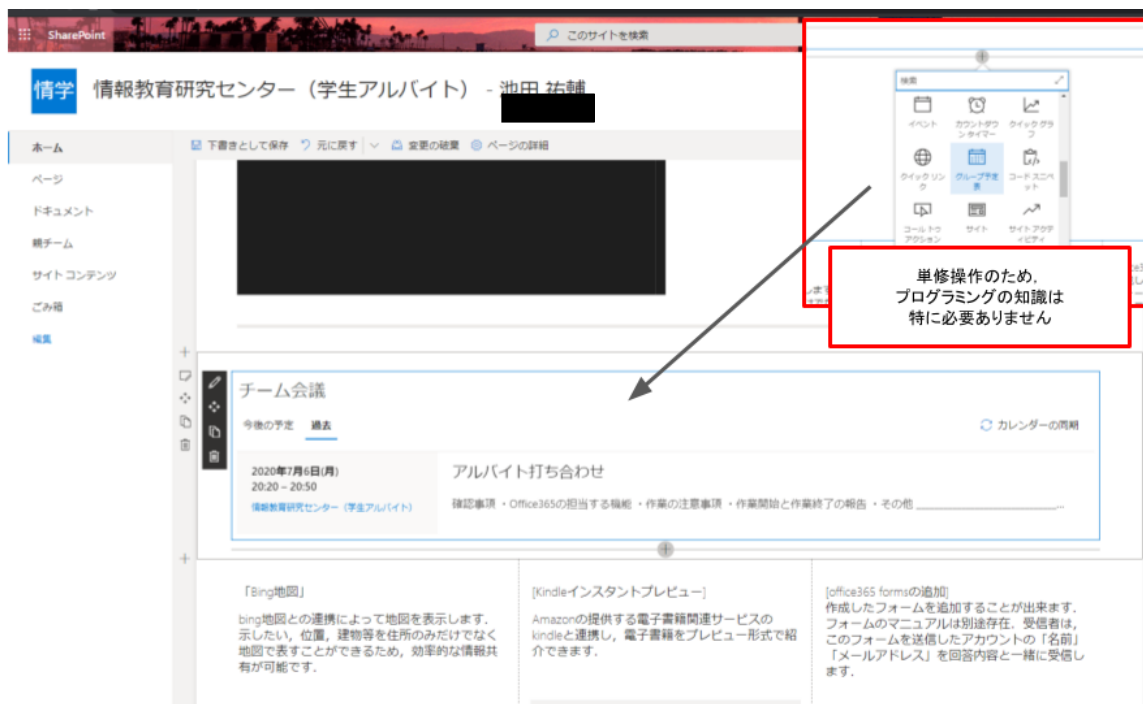 SharePoint
このサイトを検索
情学
情報教育研究センター（学生アルバイト） - 池田 祐輔
ホーム
ページ
ドキュメント
親チーム
サイト コンテンツ
ごみ箱
編集
下書きとして保存
元に戻す
変更の破棄
ページの詳細
検索
イベント
カウントダウ
ン タイマー
クイック グラ
フ
クイック リン
ク
グループ予定
表
コード スニペ
ット
コール トゥ
アクション
サイト
サイト アクテ
ィビティ
単修操作のため，
プログラミングの知識は
特に必要ありません
チーム会議
今後の予定
過去
カレンダーの同期
2020年7月6日(月)
20:20 – 20:50
情報教育研究センター（学生アルバイト）
アルバイト打ち合わせ
確認事項 ・Office365の担当する機能 ・作業の注意事項 ・作業開始と作業終了の報告 ・その他 ______________________________...
「Bing地図」
bing地図との連携によって地図を表示します．
示したい，位置，建物等を住所のみだけでなく
地図で表すことができるため，効率的な情報共
有が可能です．
[Kindleインスタントプレビュー]
Amazonの提供する電子書籍関連サービスの
kindleと連携し，電子書籍をプレビュー形式で紹
介できます．
[office365 formsの追加]
作成したフォームを追加することが出来ます．
フォームのマニュアルは別途存在．受信者は，
このフォームを送信したアカウントの「名前」
「メールアドレス」を回答内容と一緒に受信し
ます．